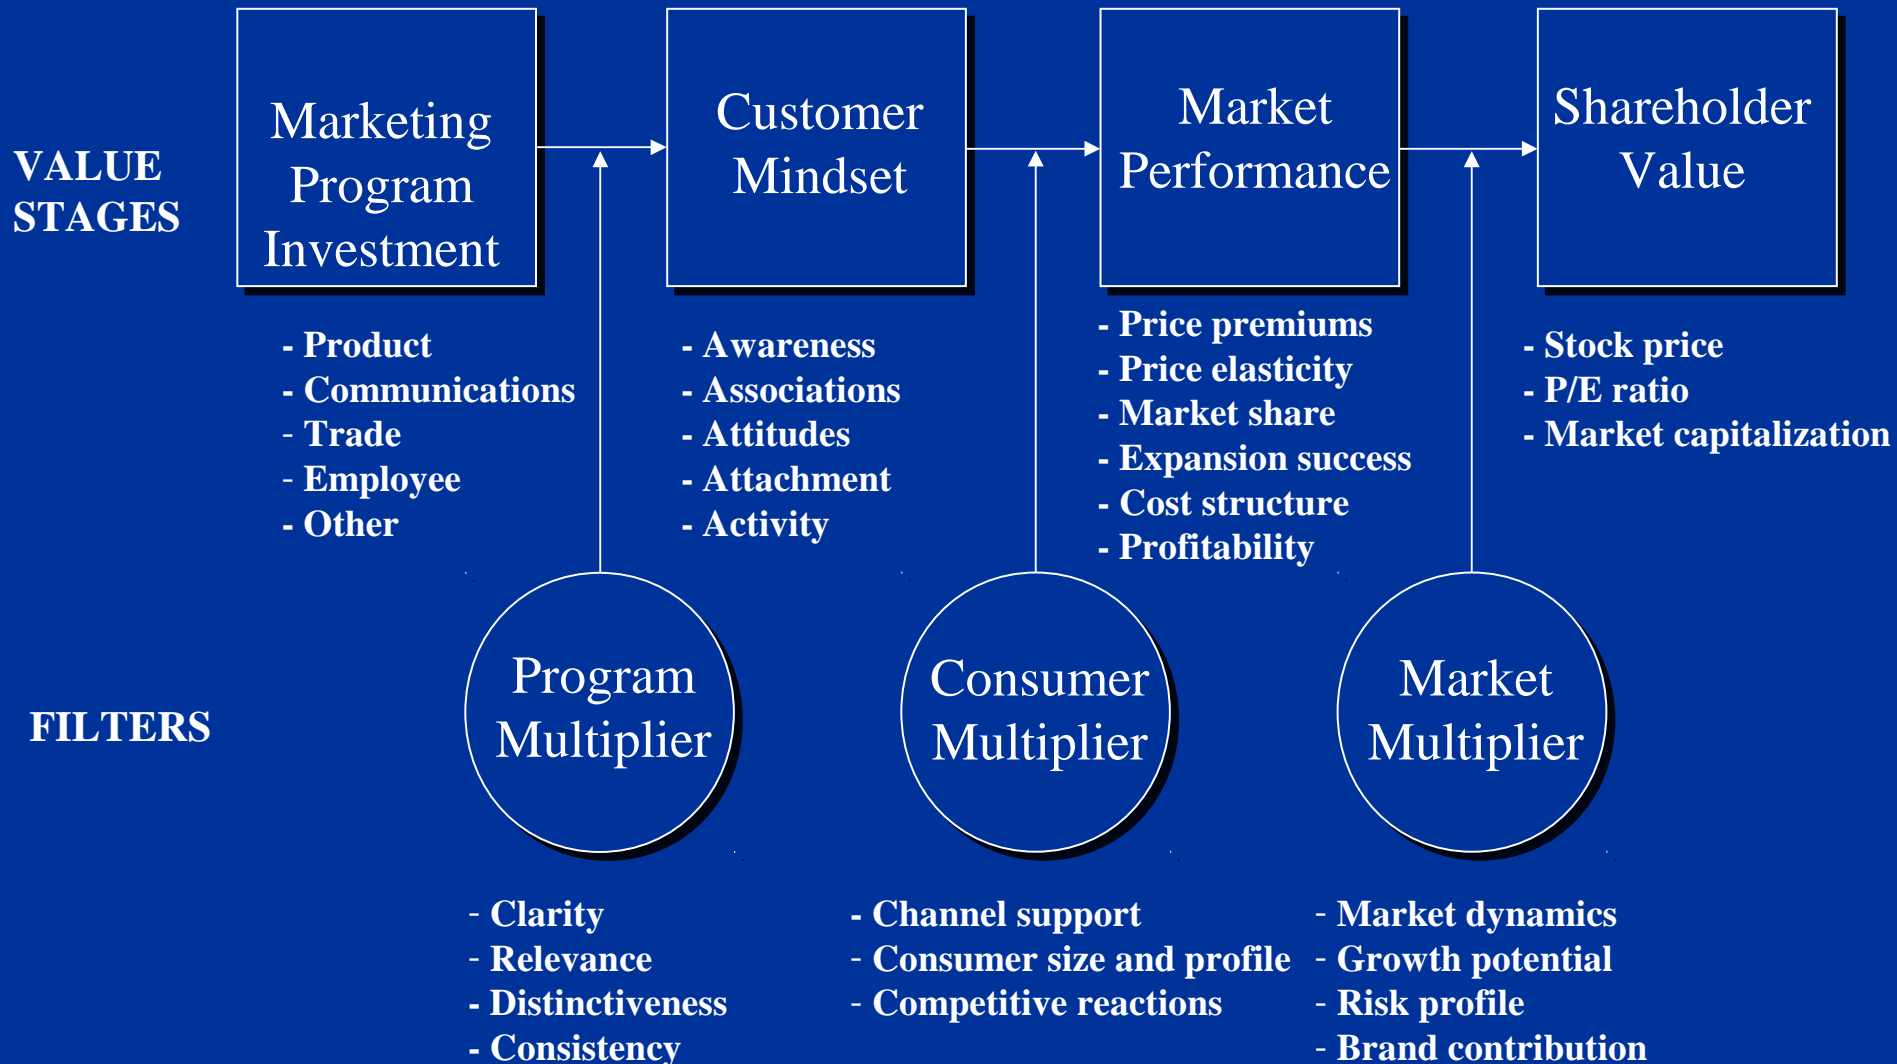 VALUE
STAGES
Marketing
Program
Investment
Customer
Mindset
Market
Performance
Shareholder
Value
- Product
- Communications
- Trade
- Employee
- Other
- Awareness
- Associations
- Attitudes
- Attachment
- Activity
- Price premiums
- Price elasticity
- Market share
- Expansion success
- Cost structure
- Profitability
- Stock price
- P/E ratio
- Market capitalization
FILTERS
Program
Multiplier
Consumer
Multiplier
Market
Multiplier
- Clarity
- Relevance
- Distinctiveness
- Consistency
- Channel support
- Consumer size and profile
- Competitive reactions
- Market dynamics
- Growth potential
- Risk profile
- Brand contribution